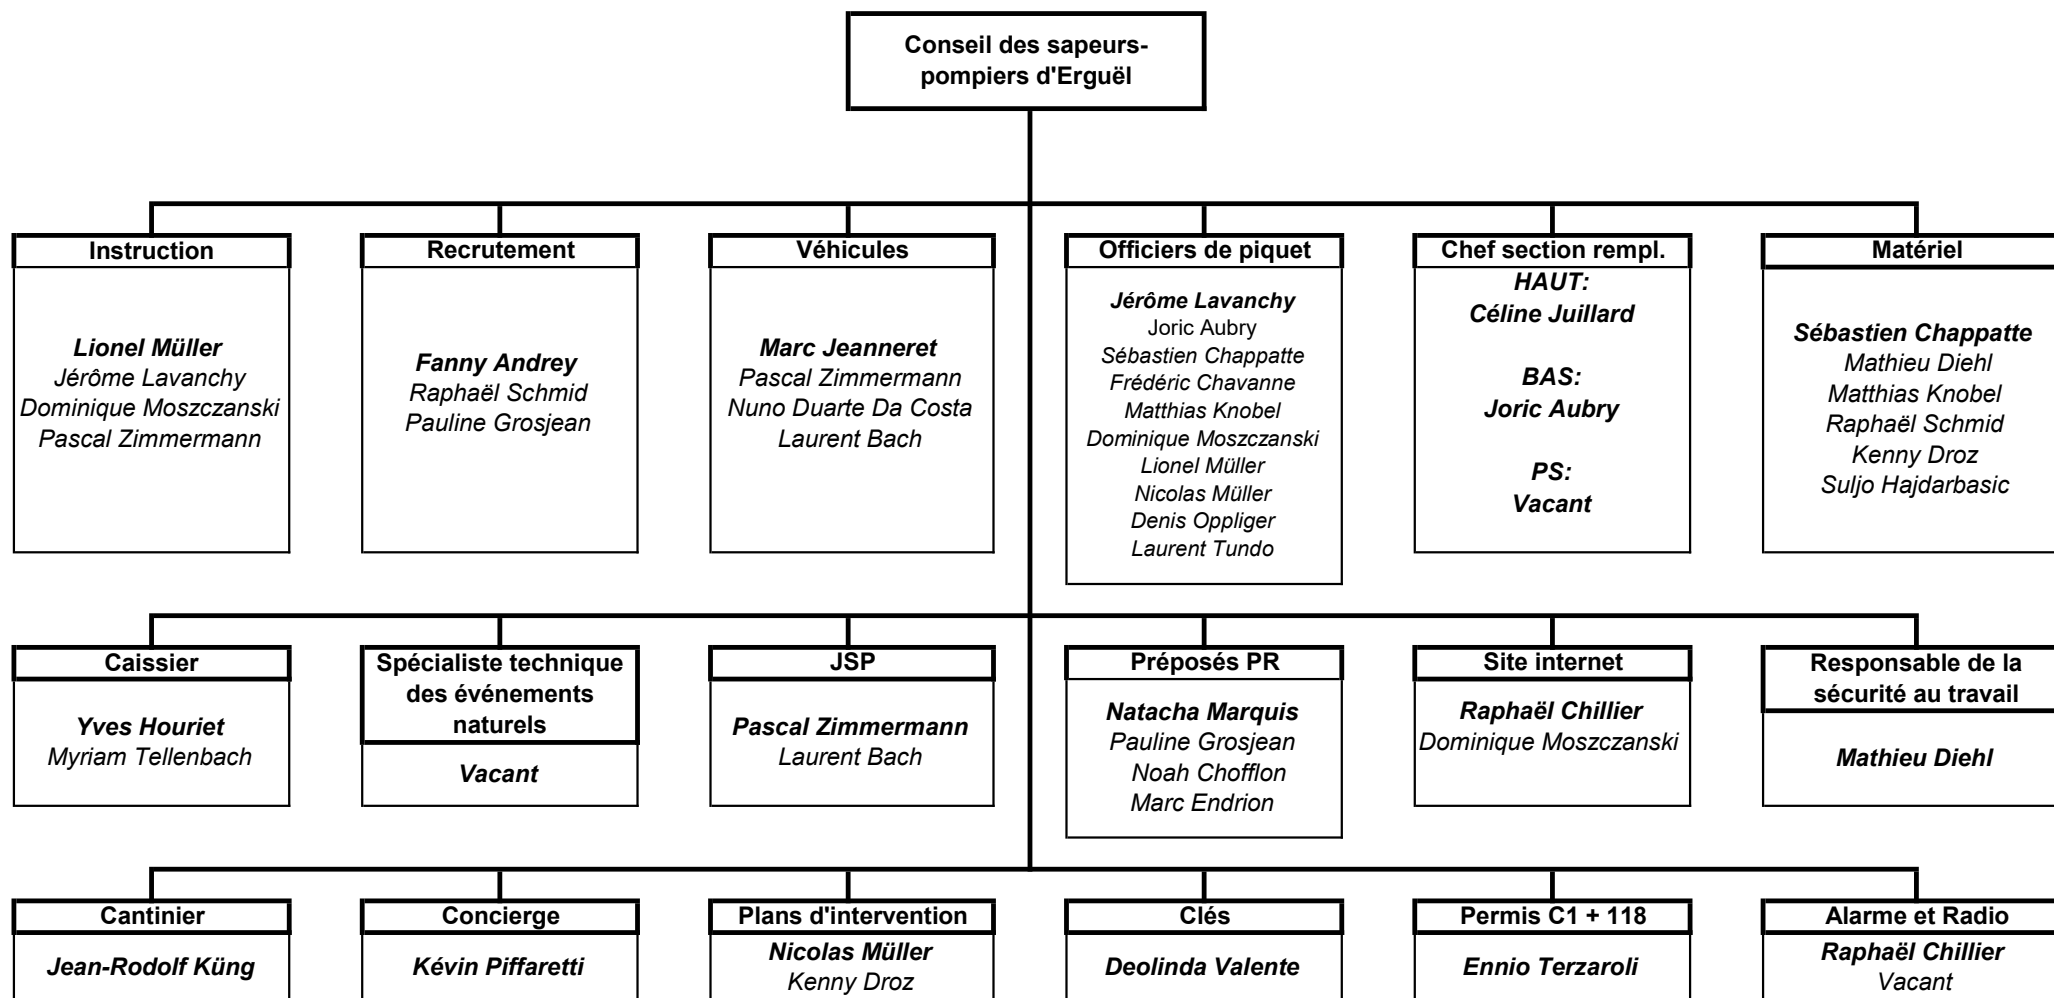 Conseil des sapeurs-
pompiers d'Erguël
Instruction
Lionel Müller
Jérôme Lavanchy
Dominique Moszczanski
Pascal Zimmermann
Recrutement
Fanny Andrey
Raphaël Schmid
Pauline Grosjean
Véhicules
Marc Jeanneret
Pascal Zimmermann
Nuno Duarte Da Costa
Laurent Bach
Officiers de piquet
Jérôme Lavanchy
Joric Aubry
Sébastien Chappatte
Frédéric Chavanne
Matthias Knobel
Dominique Moszczanski
Lionel Müller
Nicolas Müller
Denis Oppliger
Laurent Tundo
Chef section rempl.
HAUT:
Céline Juillard
BAS:
Joric Aubry
PS:
Vacant
Matériel
Sébastien Chappatte
Mathieu Diehl
Matthias Knobel
Raphaël Schmid
Kenny Droz
Suljo Hajdarbasic
Caissier
Yves Houriet
Myriam Tellenbach
Spécialiste technique
des événements
naturels
Vacant
JSP
Pascal Zimmermann
Laurent Bach
Préposés PR
Natacha Marquis
Pauline Grosjean
Noah Chofflon
Marc Endrion
Site internet
Raphaël Chillier
Dominique Moszczanski
Responsable de la
sécurité au travail
Mathieu Diehl
Cantinier
Jean-Rodolf Küng
Concierge
Kévin Piffaretti
Plans d'intervention
Nicolas Müller
Kenny Droz
Clés
Deolinda Valente
Permis C1 + 118
Ennio Terzaroli
Alarme et Radio
Raphaël Chillier
Vacant